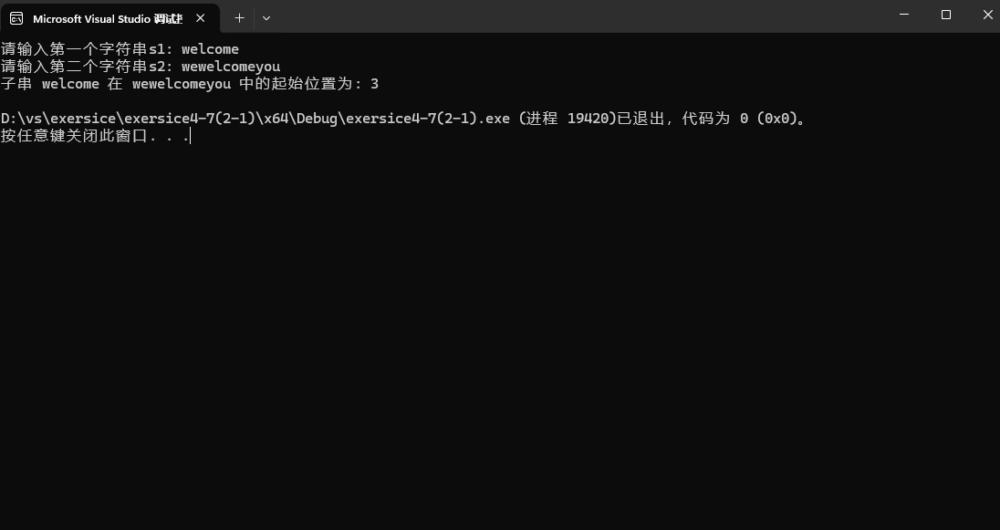 Microsoft Visual Studio 调试
请输入第一个字符串s1: welcome
请输入第二个字符串s2: wewelcomeyou
子串 welcome 在 wewelcomeyou 中的起始位置为: 3
D:\vs\exersice\exersice4-7(2-1)\x64\Debug\exersice4-7(2-1).exe (进程 19420)已退出，代码为 0 (0x0)。
按任意键关闭此窗口. . .